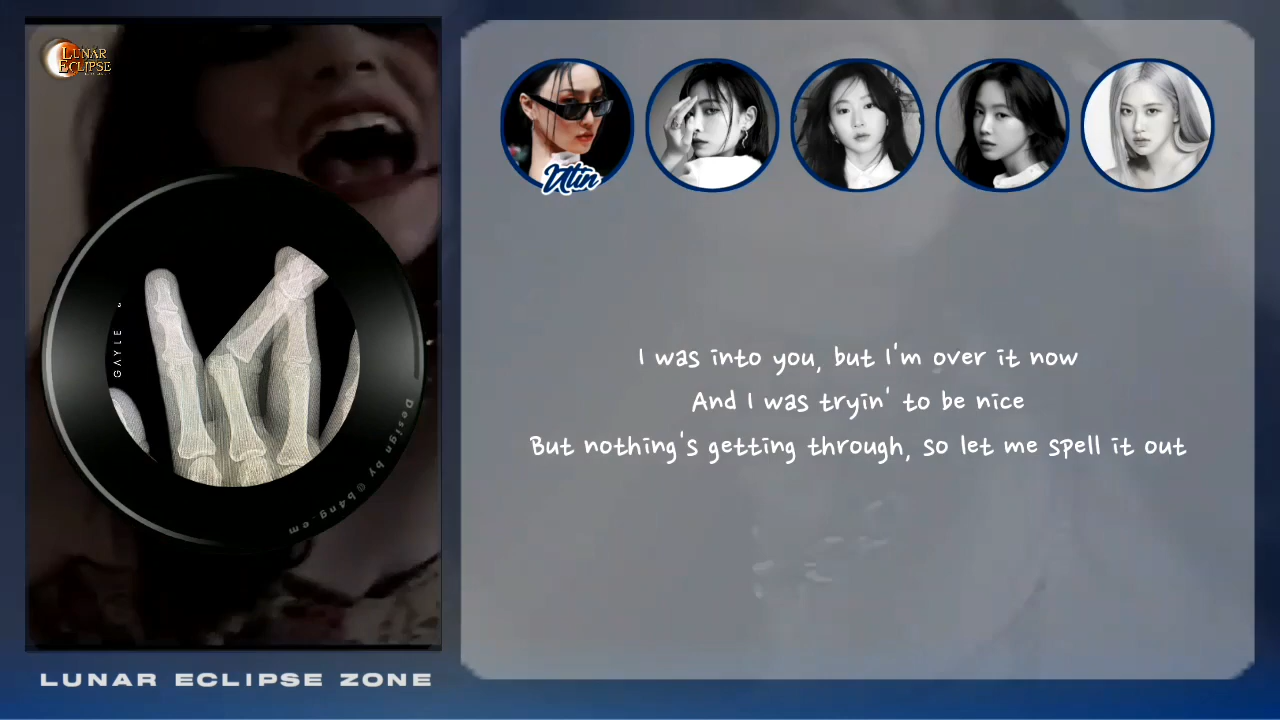 LUNAR
ECLIPSE
Utin
GAYLE
Design by @b4ng.em
I was into you, but I'm over it now
And I was tryin' to be nice
But nothing's getting through, so let me spell it out
LUNAR ECLIPSE ZONE